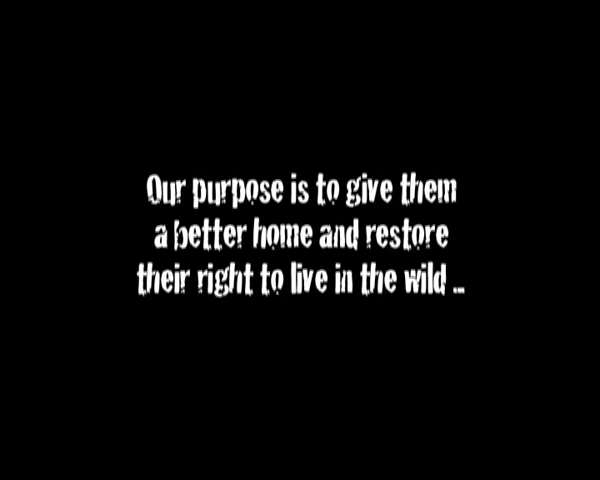 Our purpose is to give them
a better home and restore
their right to live in the wild ...